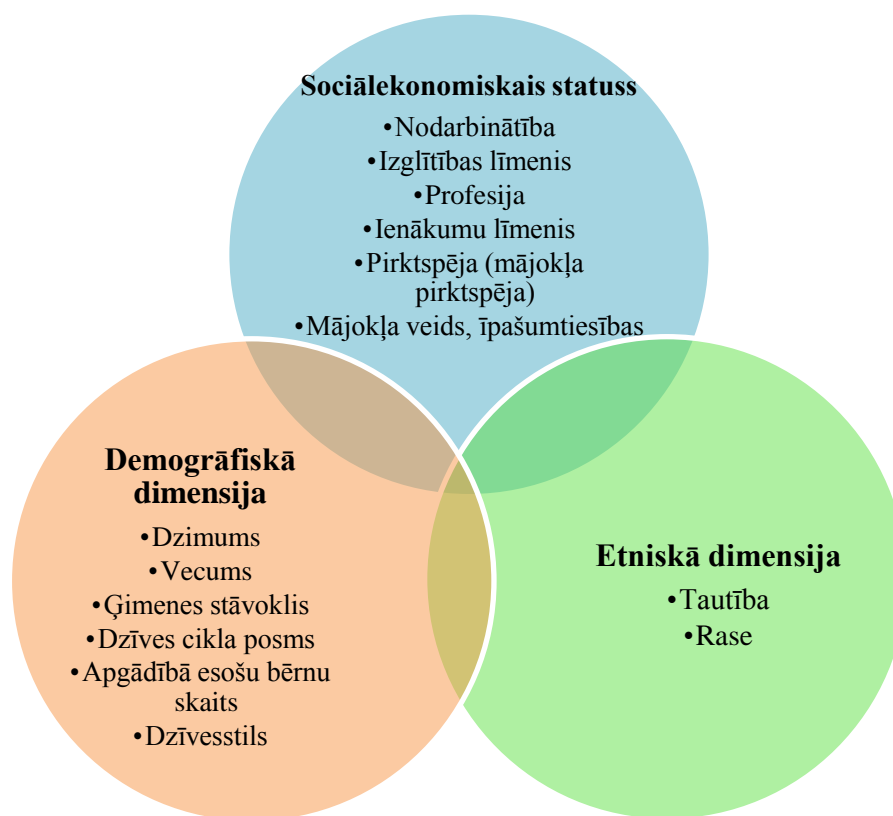 Sociālekonomiskais statuss
•Nodarbinātība
•Izglītības līmenis
•Profesija
•Ienākumu līmenis
•Pirktspēja (mājokļa
pirktspēja)
•Mājokļa veids, īpašumtiesības
Demogrāfiskā
dimensija
•Dzimums
•Vecums
•Ģimenes stāvoklis
•Dzīves cikla posms
•Apgādībā esošu bērnu
skaits
•Dzīvesstils
Etniskā dimensija
•Tautība
•Rase